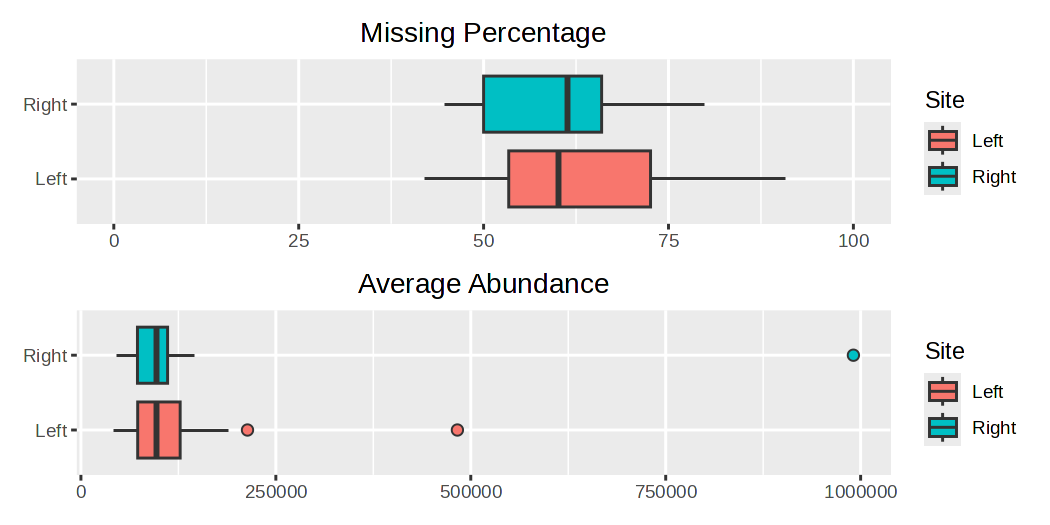 Missing Percentage
Right
Left
0 25 50 75 100
Site
Left
Right
Average Abundance
Right
Left
0 250000 500000 750000 1000000
Site
Left
Right